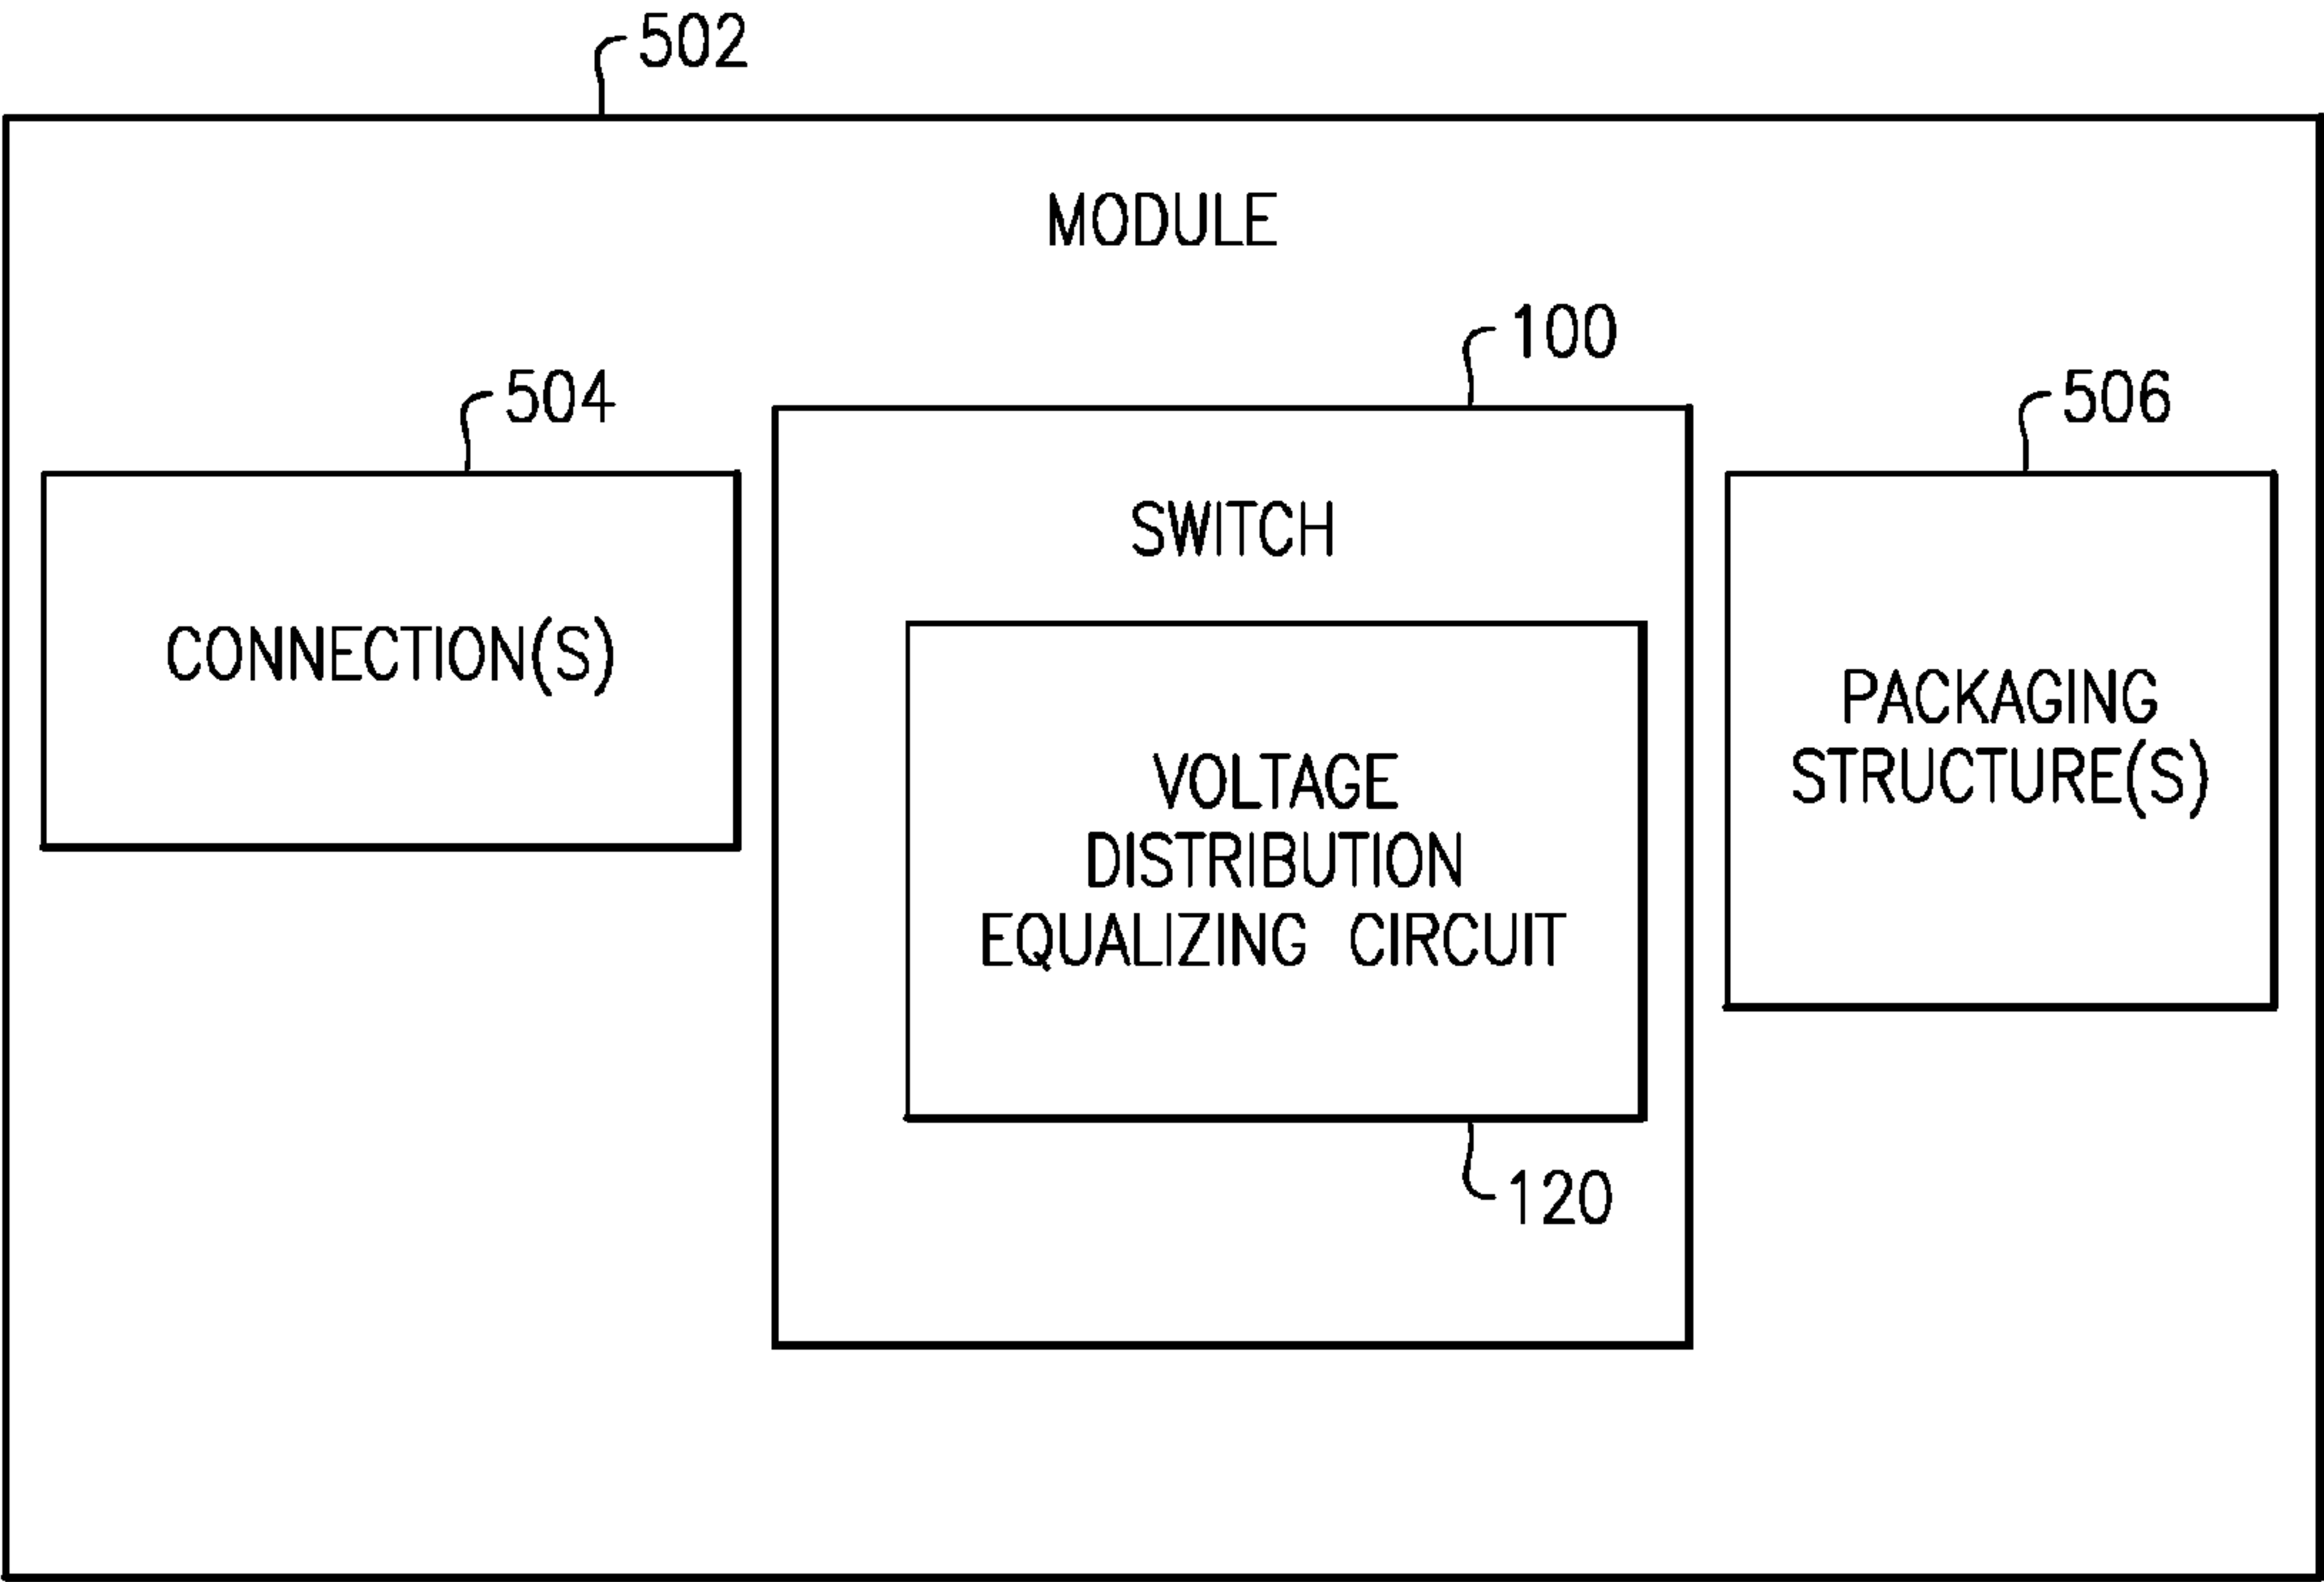 502
MODULE
100
504
506
SWITCH
CONNECTION(S)
PACKAGING
STRUCTURE(S)
VOLTAGE
DISTRIBUTION
EQUALIZING CIRCUIT
120